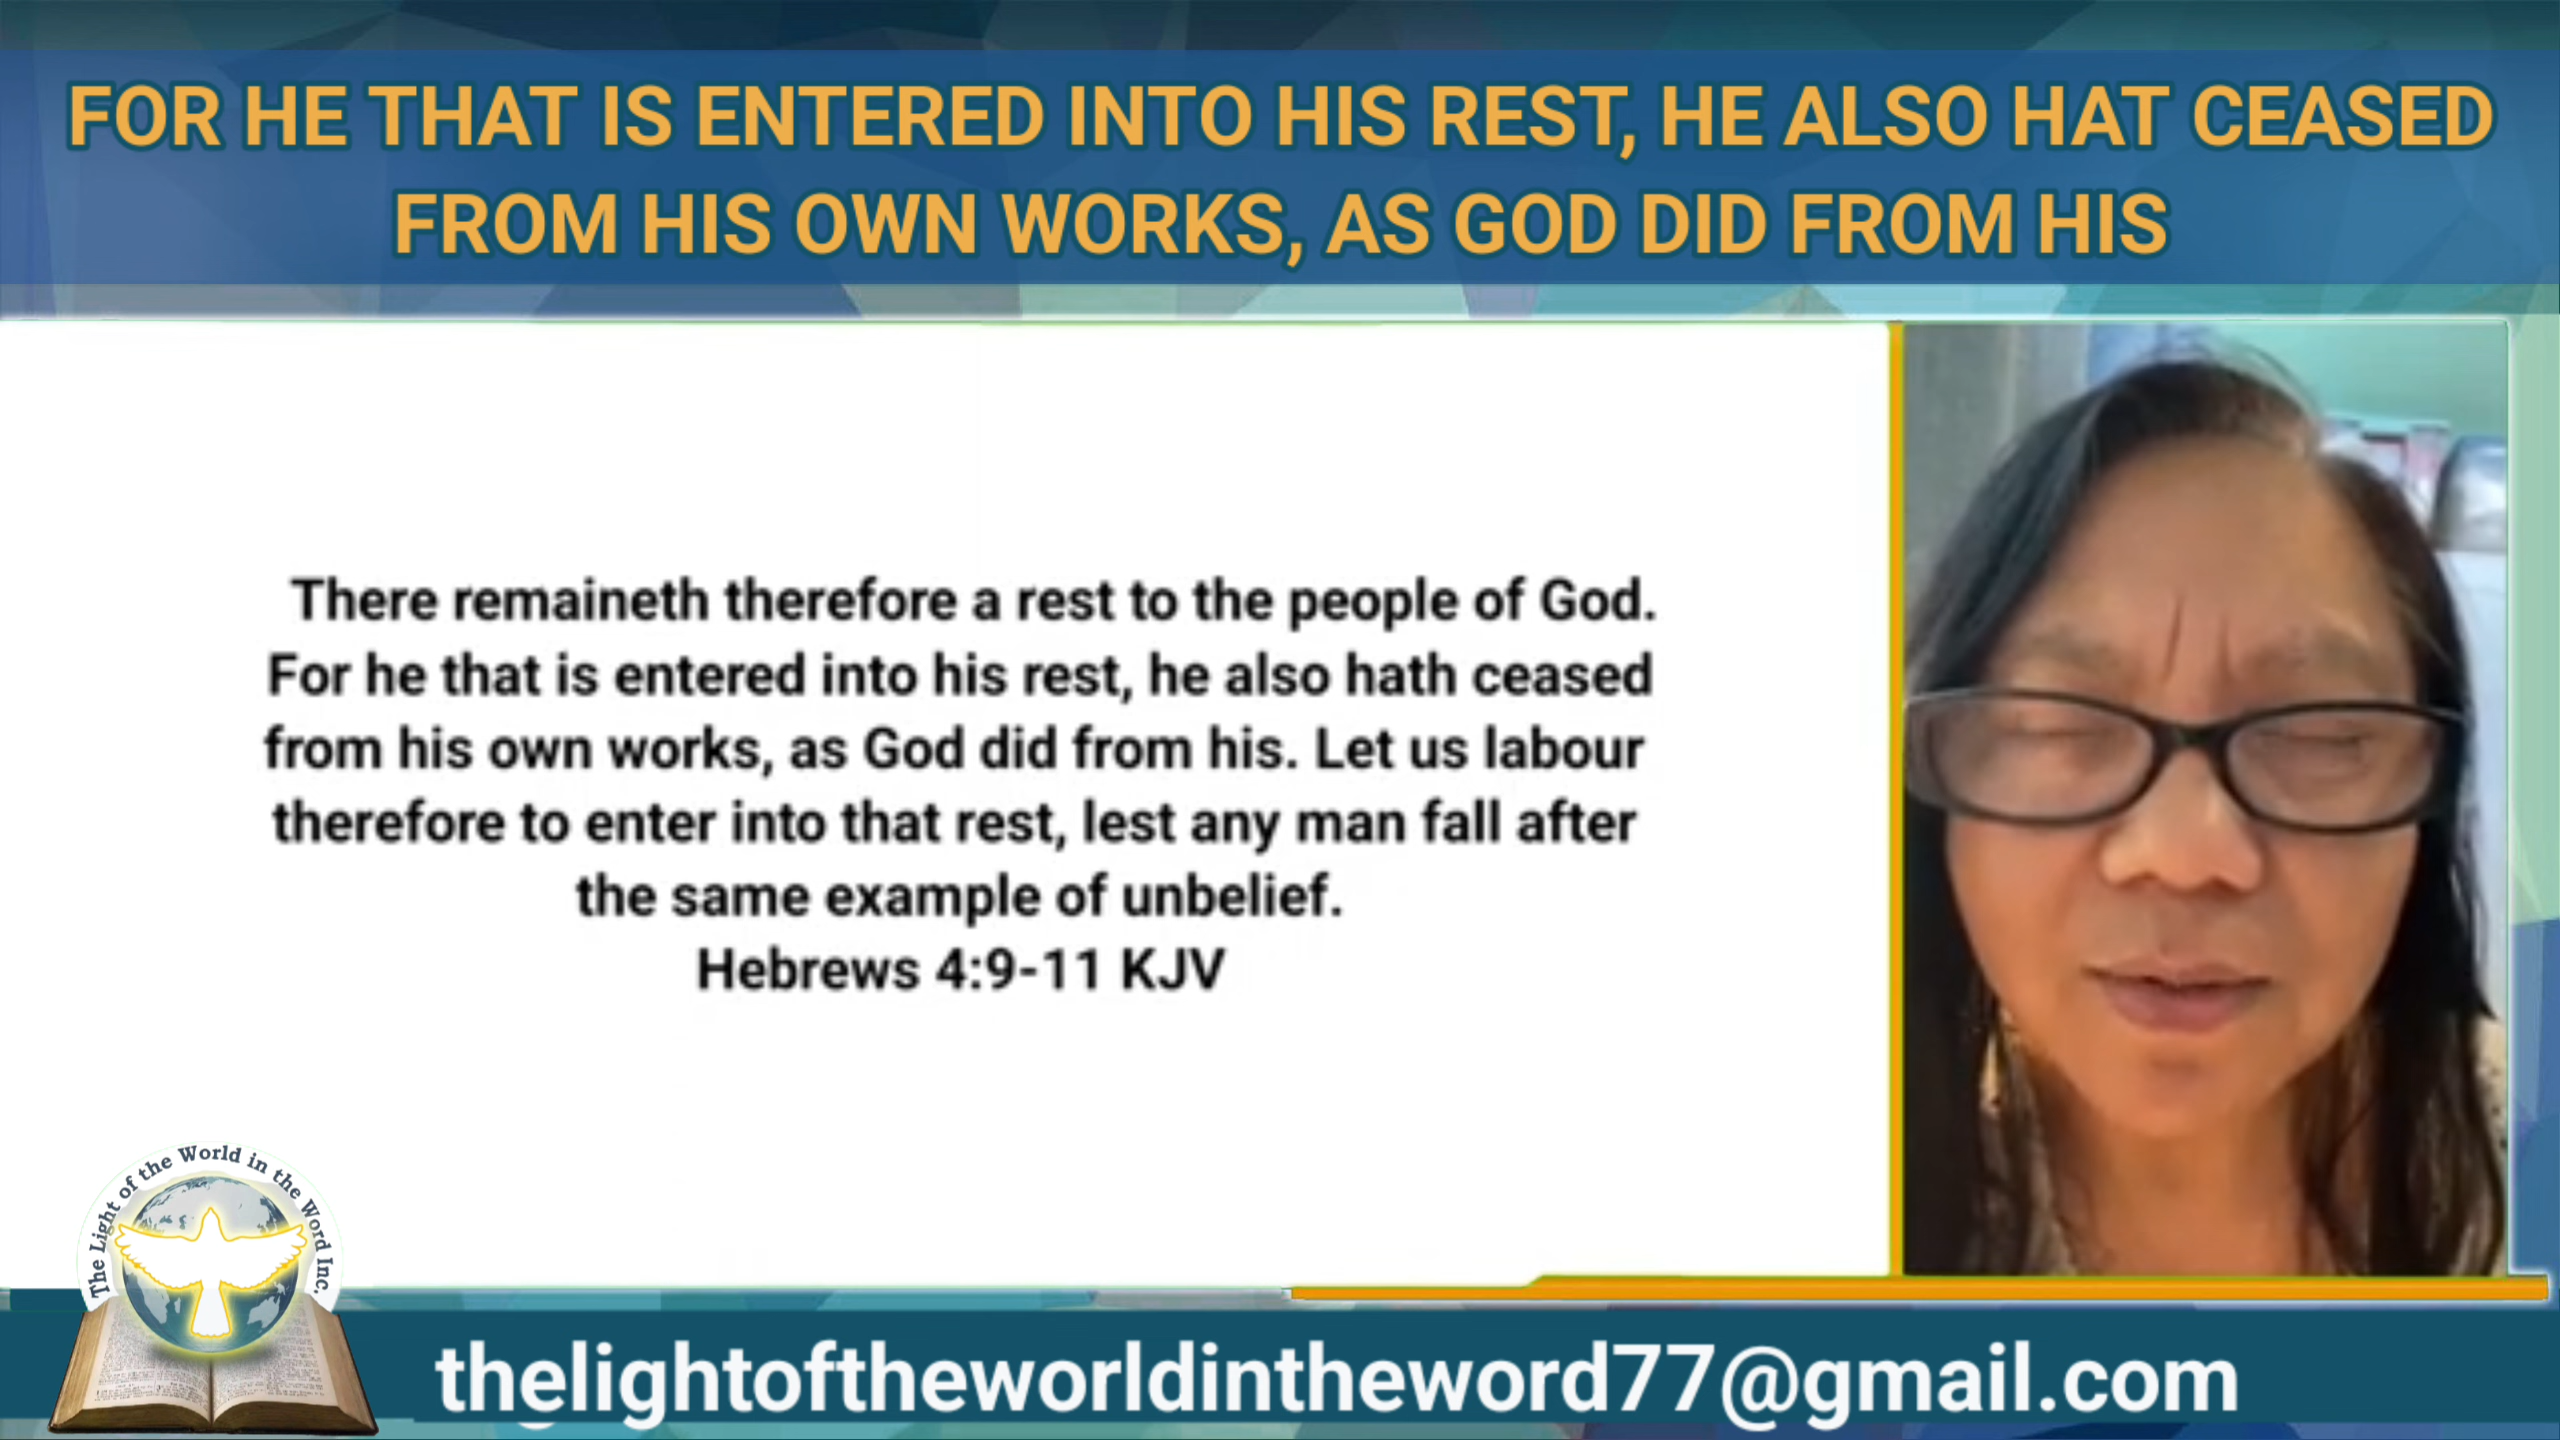 FOR HE THAT IS ENTERED INTO HIS REST, HE ALSO HAT CEASED
FROM HIS OWN WORKS, AS GOD DID FROM HIS
There remaineth therefore a rest to the people of God.
For he that is entered into his rest, he also hath ceased
from his own works, as God did from his. Let us labour
therefore to enter into that rest, lest any man fall after
the same example of unbelief.
Hebrews 4:9-11 KJV
The Light of the World in the Word Inc.
thelightoftheworldintheword77@gmail.com